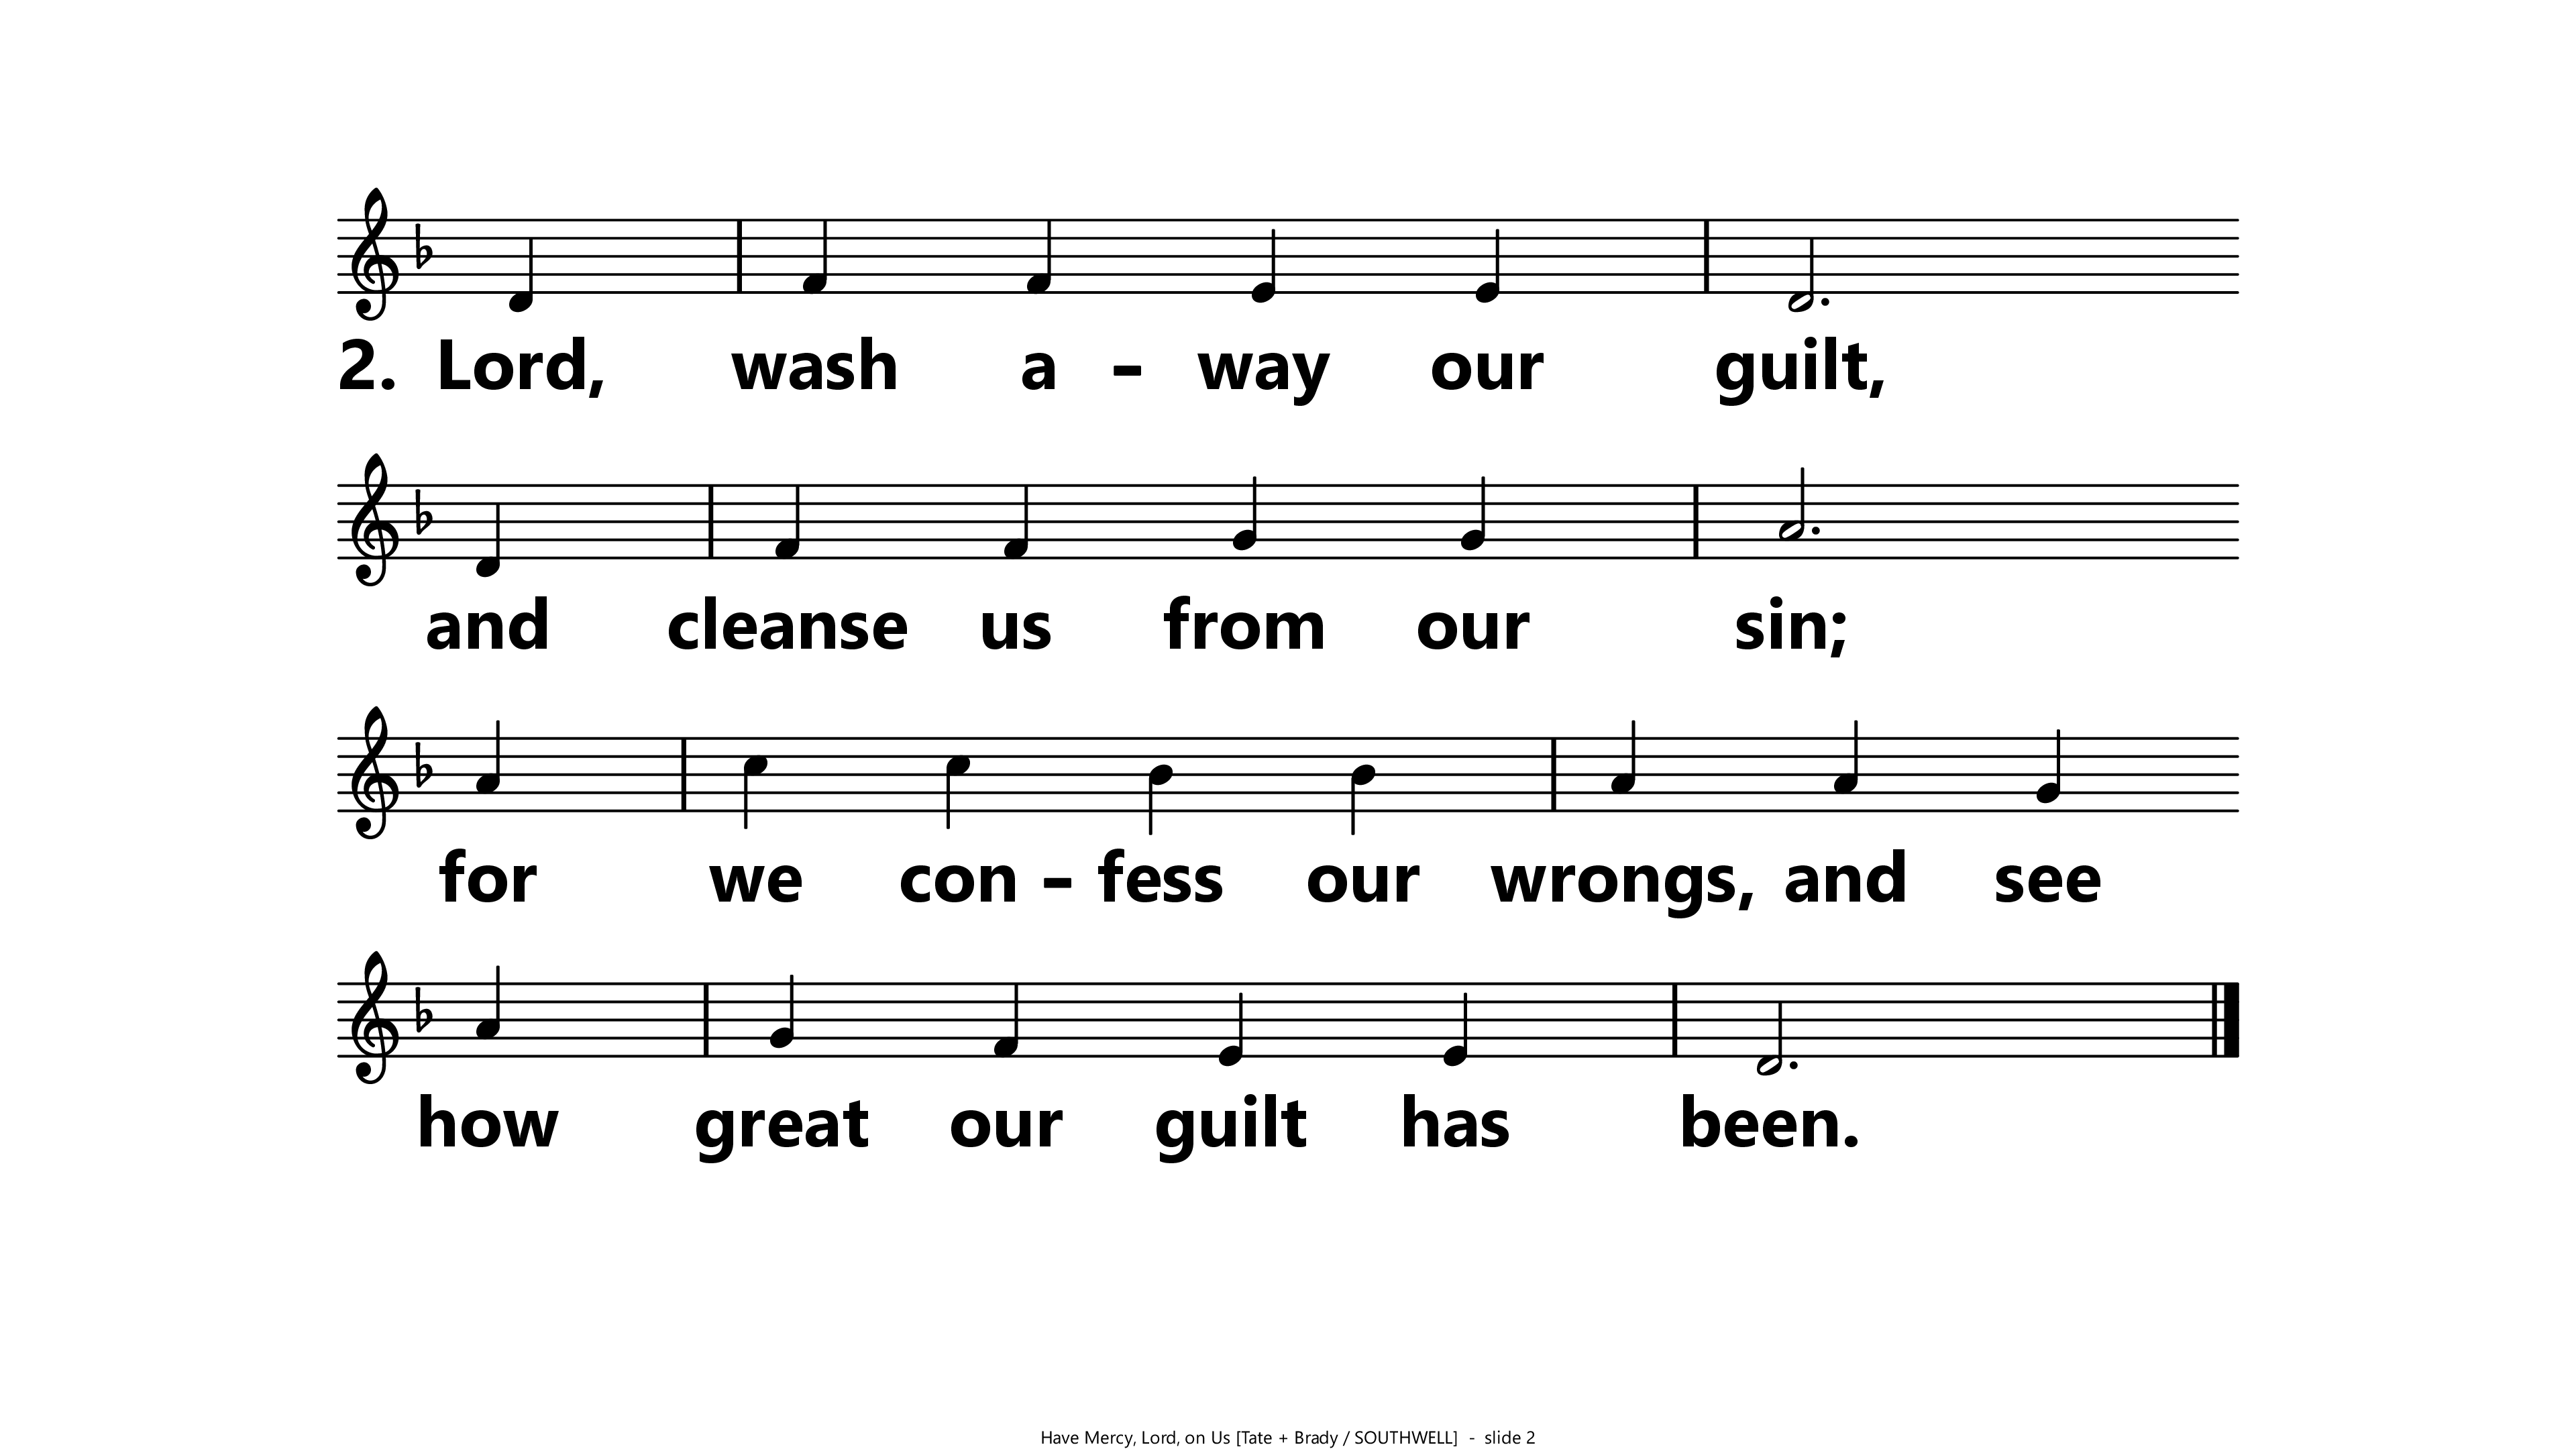 2. Lord, wash a - way our guilt,
and cleanse us from our sin;
for we con - fess our wrongs, and see
how great our guilt has been.
Have Mercy, Lord, on Us [Tate + Brady / SOUTHWELL] - slide 2